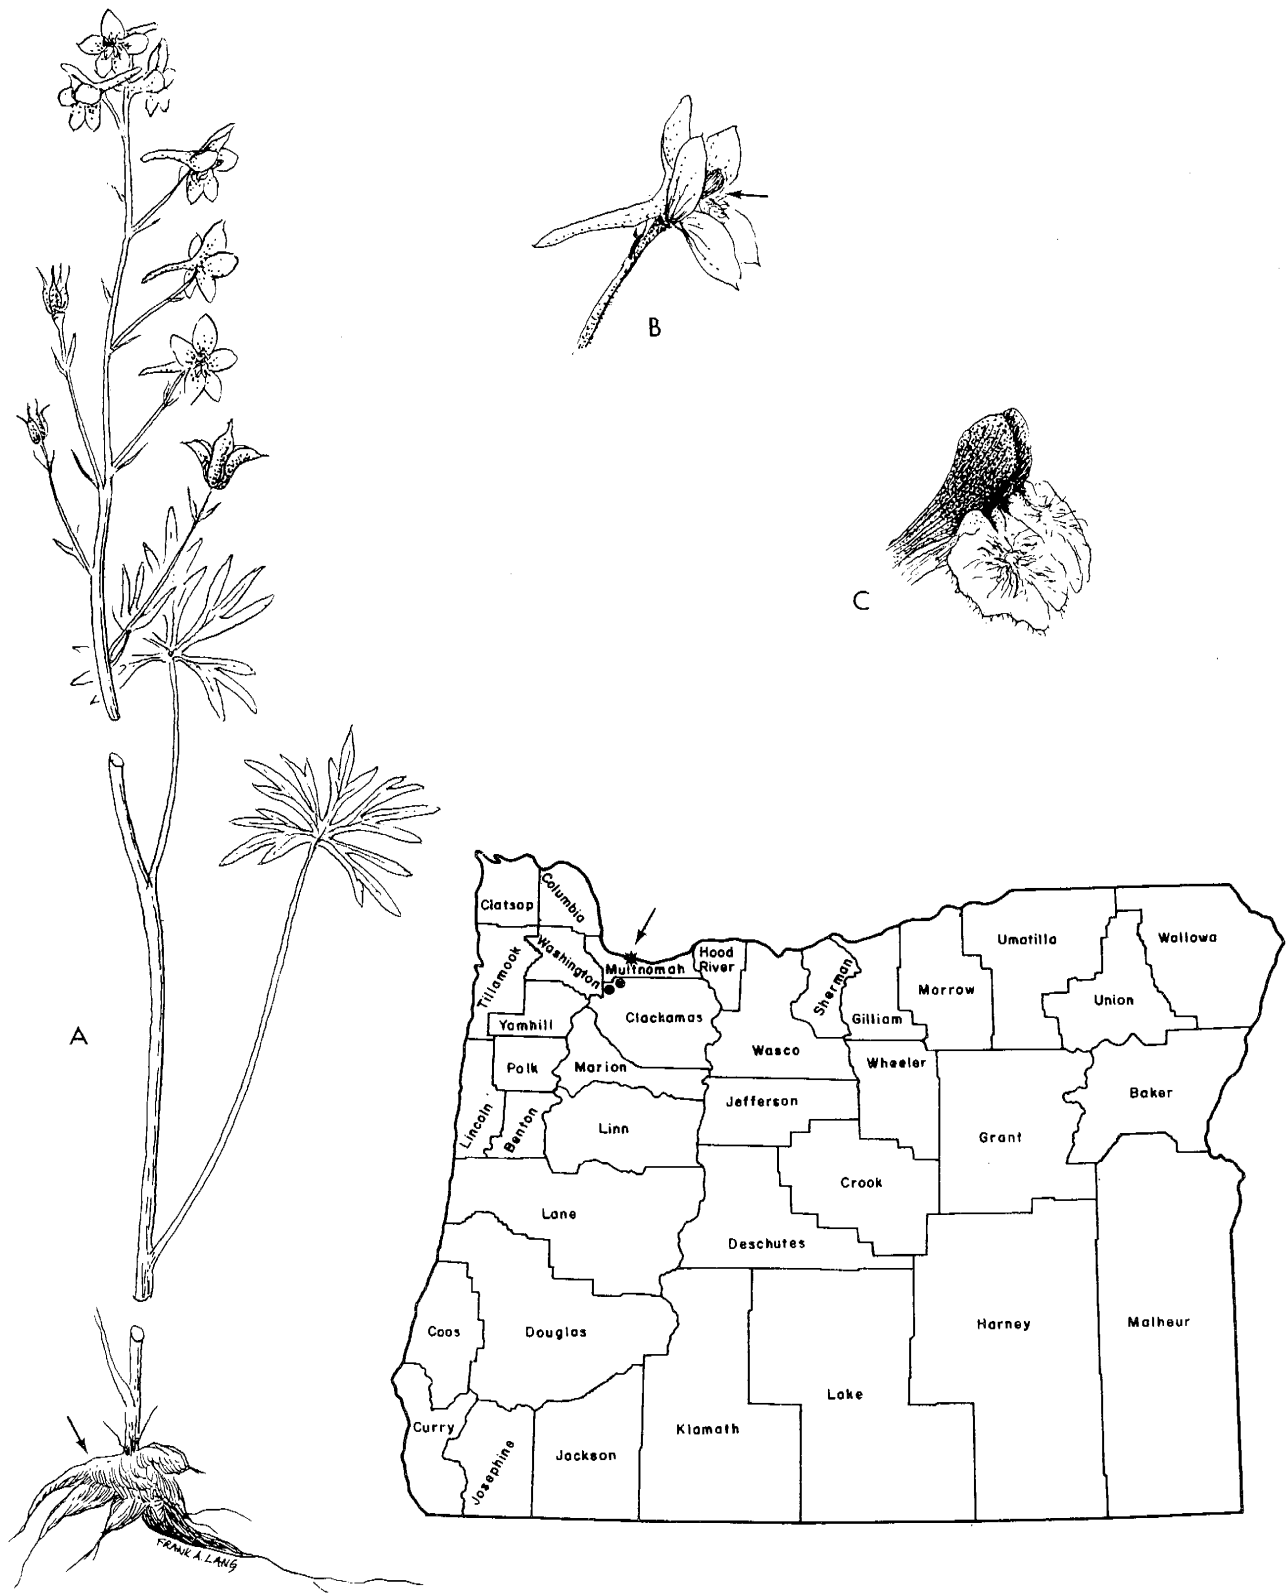 B
C
A
Clatsop
Columbia
Tillamook
Washington
Multnomah
Hood
River
Sherman
Gilliam
Morrow
Umatilla
Union
Wallowa
Yamhill
Clackamas
Wasco
Wheeler
Polk
Marion
Jefferson
Baker
Lincoln
Benton
Linn
Grant
Crook
Lane
Deschutes
Coos
Douglas
Harney
Malheur
Lake
Curry
Josephine
Jackson
Klamath
FRANK A. LANG